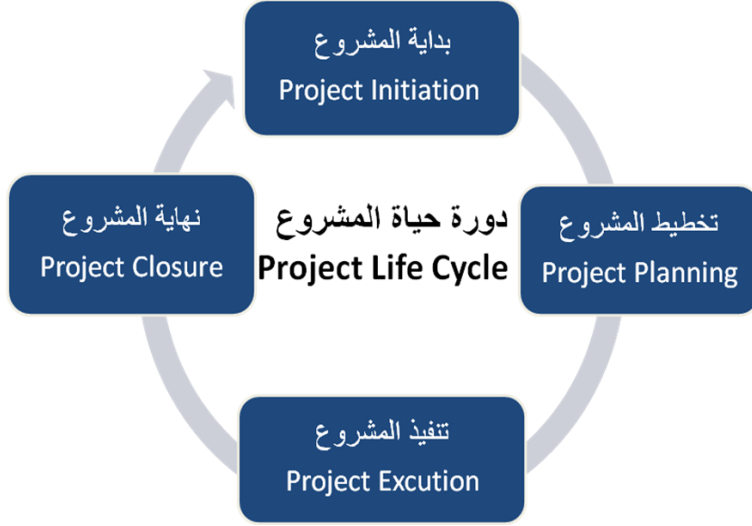 بداية المشروع
Project Initiation
تخطيط المشروع
Project Planning
تنفيذ المشروع
Project Excution
نهاية المشروع
Project Closure
دورة حياة المشروع
Project Life Cycle